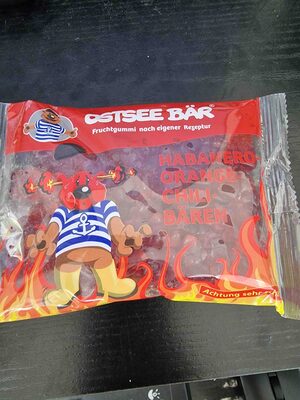 OSTSEE BÄR
Fruchtgummi nach eigener Rezeptur
HABANERO-
ORANGE-
CHILI
BÄREN
Achtung sehr